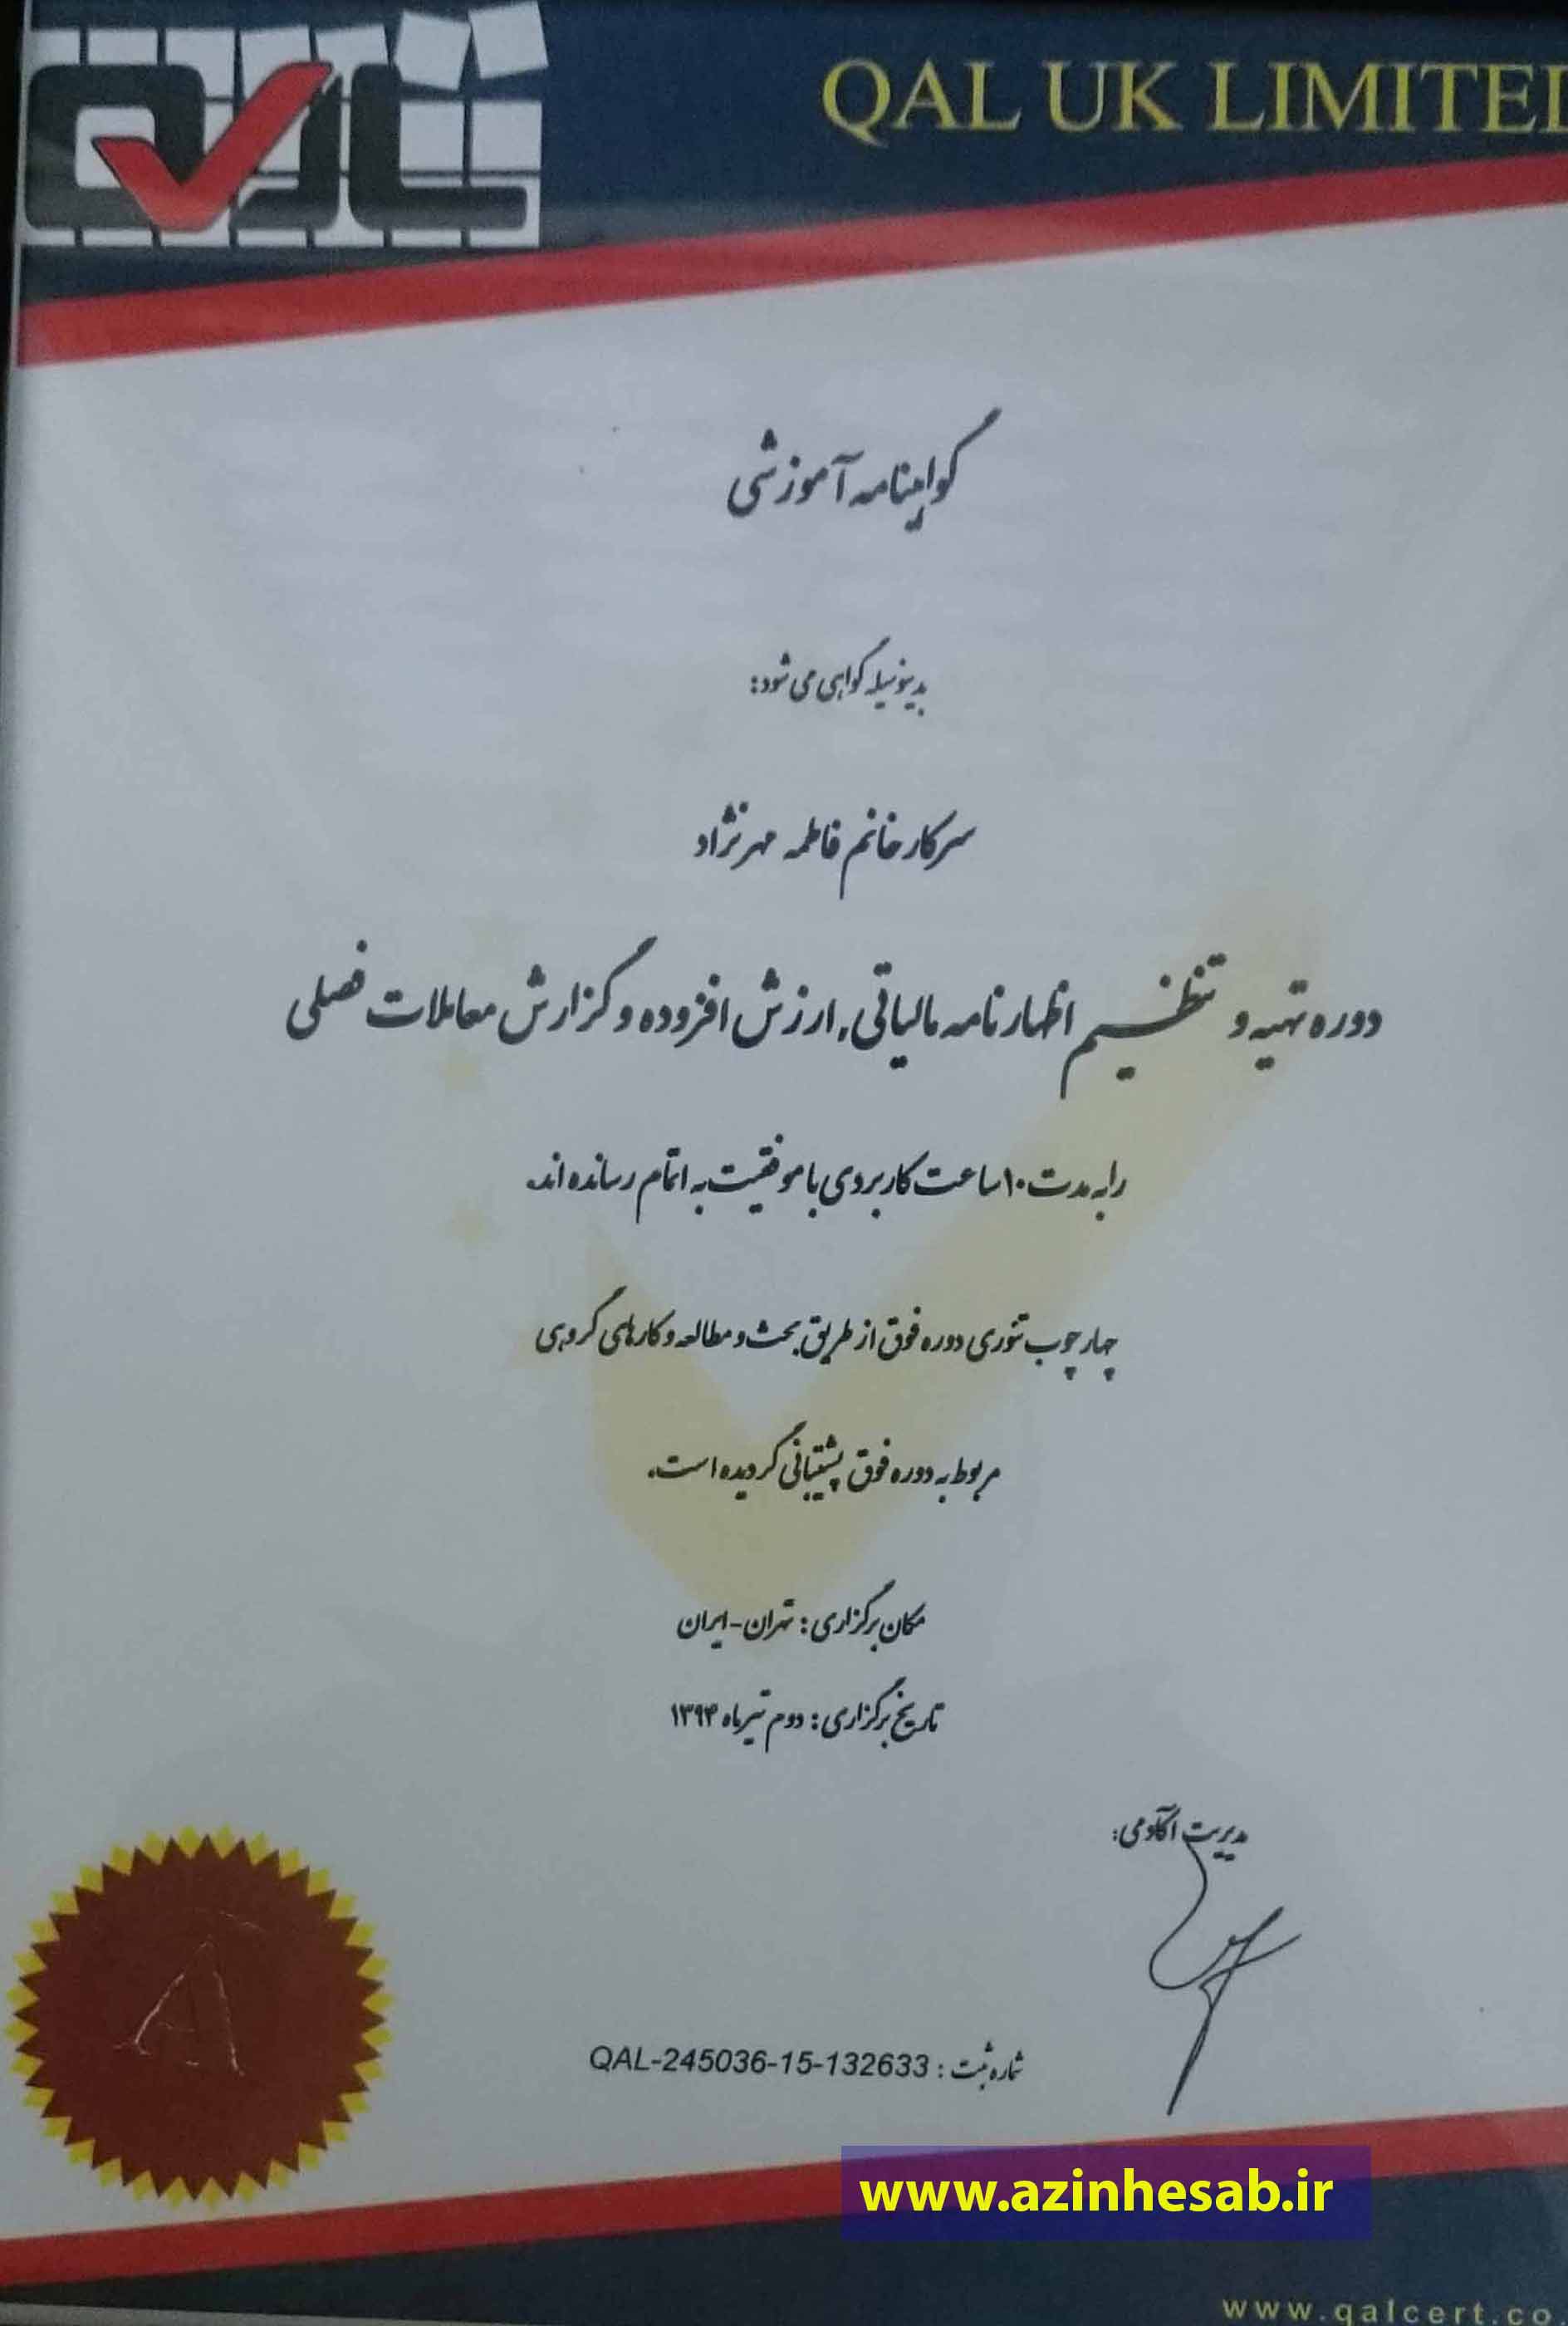 QAL
QAL UK LIMITED
گواهینامه آموزشی
بدینوسیله گواهی می شود:
سرکار خانم فاطمه مهرنژاد
دوره تهیه و تنظیم اظهارنامه مالیاتی، ارزش افزوده و گزارش معاملات فصلی
را به مدت ۱۰ ساعت کاربردی با موفقیت به اتمام رسانده اند.
چهارچوب تئوری دوره فوق از طریق بحث و مطالعه و کارهای گروهی
مربوط به دوره فوق پشتیبانی گردیده است.
مکان برگزاری: تهران-ایران
تاریخ برگزاری: دوم تیرماه ۱۳۹۴
مدیریت آکادمی:
شماره ثبت: QAL-245036-15-132633
www.azinhesab.ir
www.qalcert.co.